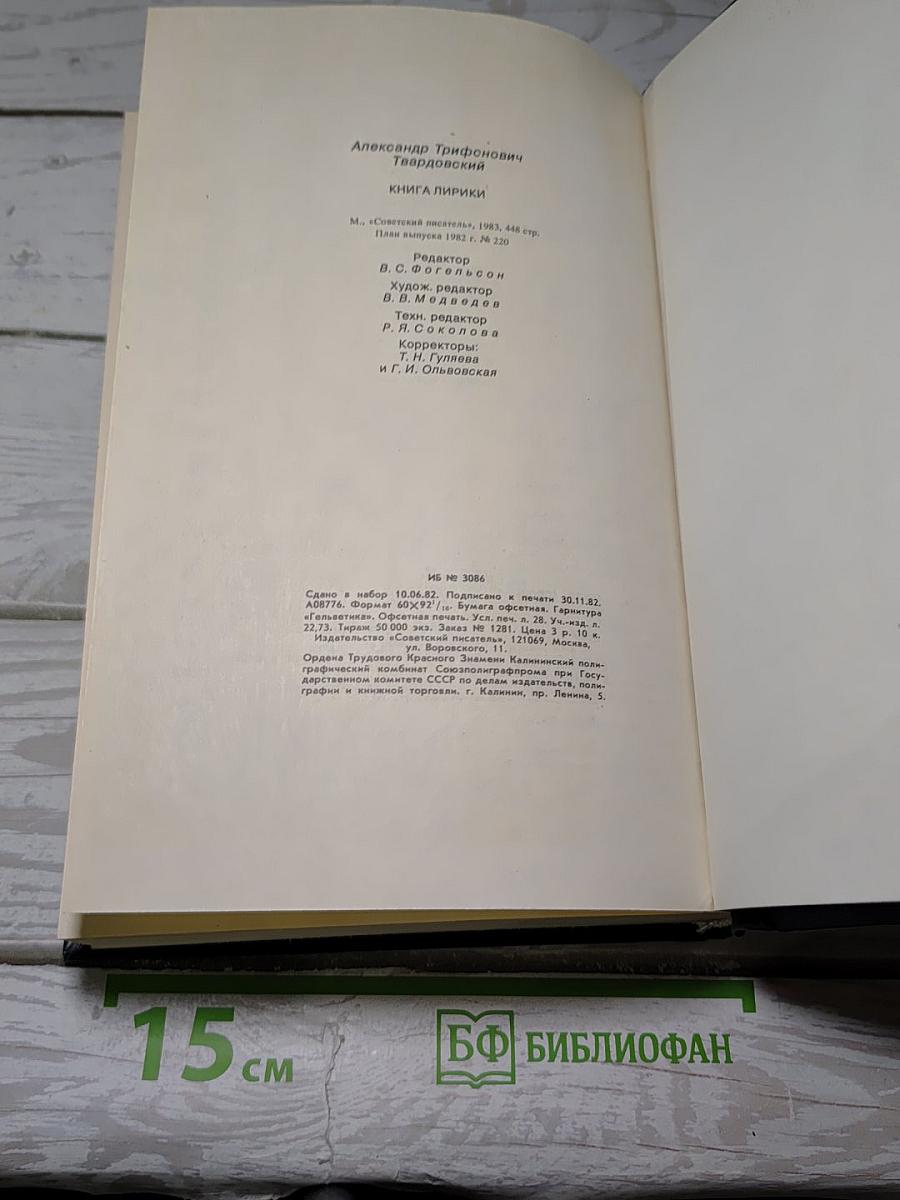 Александр Трифонович
Твардовский
КНИГА ЛИРИКИ
М., «Советский писатель», 1983, 448 стр.
План выпуска 1982 г. № 220
Редактор
В. С. Фогельсон
Худож. редактор
В. В. Медведев
Техн. редактор
Р. Я. Соколова
Корректоры:
Т. Н. Гуляева
и Г. И. Ольвовская
ИБ № 3086
Сдано в набор 10.06.82. Подписано к печати 30.11.82.
А08776. Формат 60×92¹/₁₆. Бумага офсетная. Гарнитура
«Гельветика». Офсетная печать. Усл. печ. л. 28. Уч.-изд. л.
22,73. Тираж 50 000 экз. Заказ № 1281. Цена 3 р. 10 к.
Издательство «Советский писатель», 121069, Москва,
ул. Воровского, 11.
Ордена Трудового Красного Знамени Калининский поли-
графический комбинат Союзполиграфпрома при Госу-
дарственном комитете СССР по делам издательств, поли-
графии и книжной торговли. г. Калинин, пр. Ленина, 5.
15 см
БФ БИБЛИОФАН